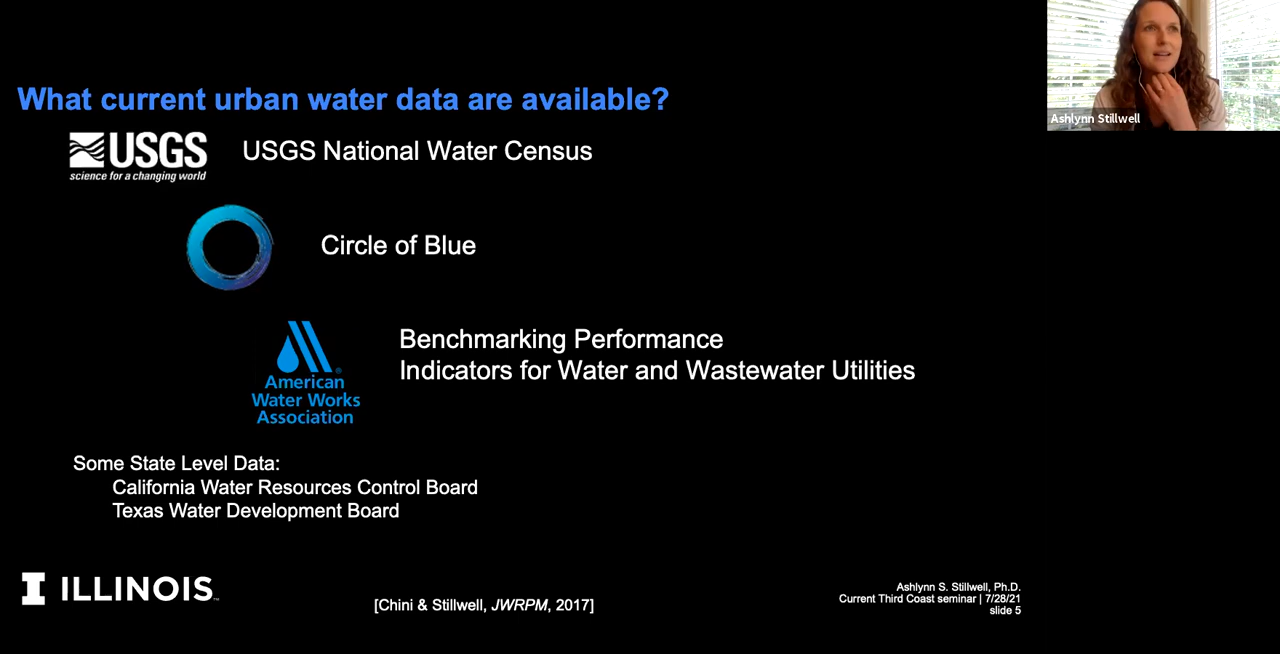 What current urban water data are available?
USGS
science for a changing world
USGS National Water Census
Circle of Blue
American
Water Works
Association
®
Benchmarking Performance
Indicators for Water and Wastewater Utilities
Some State Level Data:
California Water Resources Control Board
Texas Water Development Board
I ILLINOIS™
[Chini & Stillwell, JWRPM, 2017]
Ashlynn S. Stillwell, Ph.D.
Current Third Coast seminar | 7/28/21
slide 5
Ashlynn Stillwell